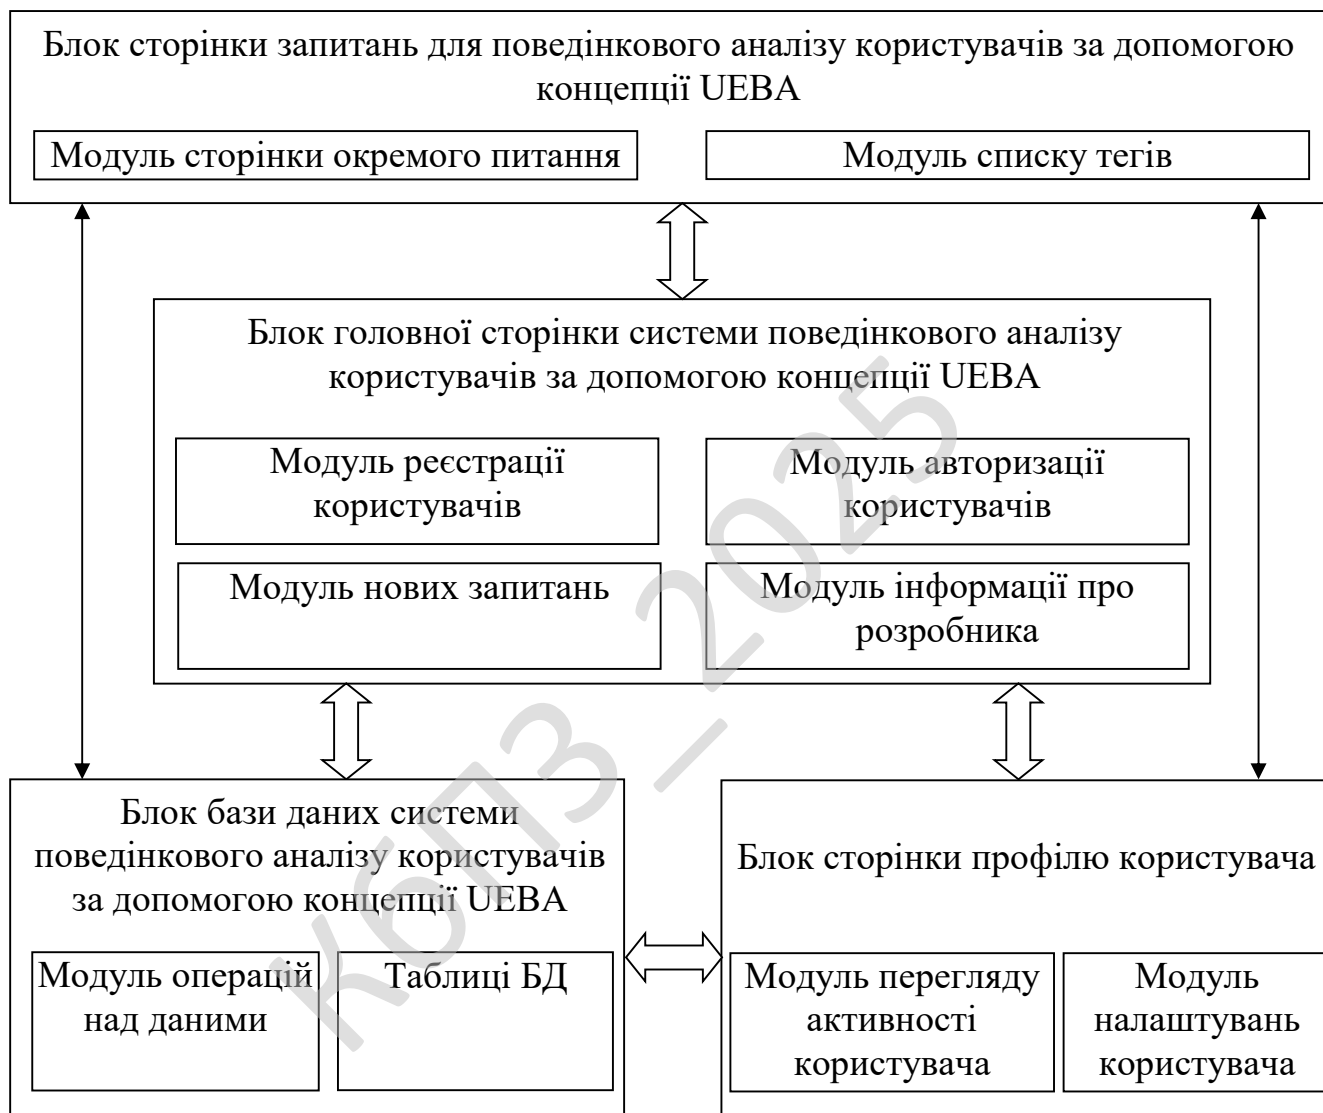 Блок сторінки запитань для поведінкового аналізу користувачів за допомогою
концепції UEBA
Модуль сторінки окремого питання
Модуль списку тегів
Блок головної сторінки системи поведінкового аналізу
користувачів за допомогою концепції UEBA
Модуль реєстрації
користувачів
Модуль авторизації
користувачів
Модуль нових запитань
Модуль інформації про
розробника
Блок бази даних системи
поведінкового аналізу користувачів
за допомогою концепції UEBA
Модуль операцій
над даними
Таблиці БД
Блок сторінки профілю користувача
Модуль перегляду
активності
користувача
Модуль
налаштувань
користувача
КбПЗ_2025